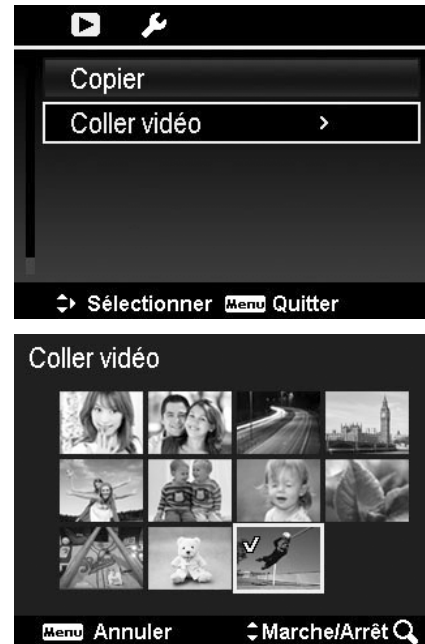 Copier
Coller vidéo >
Sélectionner Menu Quitter
Coller vidéo
Menu Annuler Marche/Arrêt